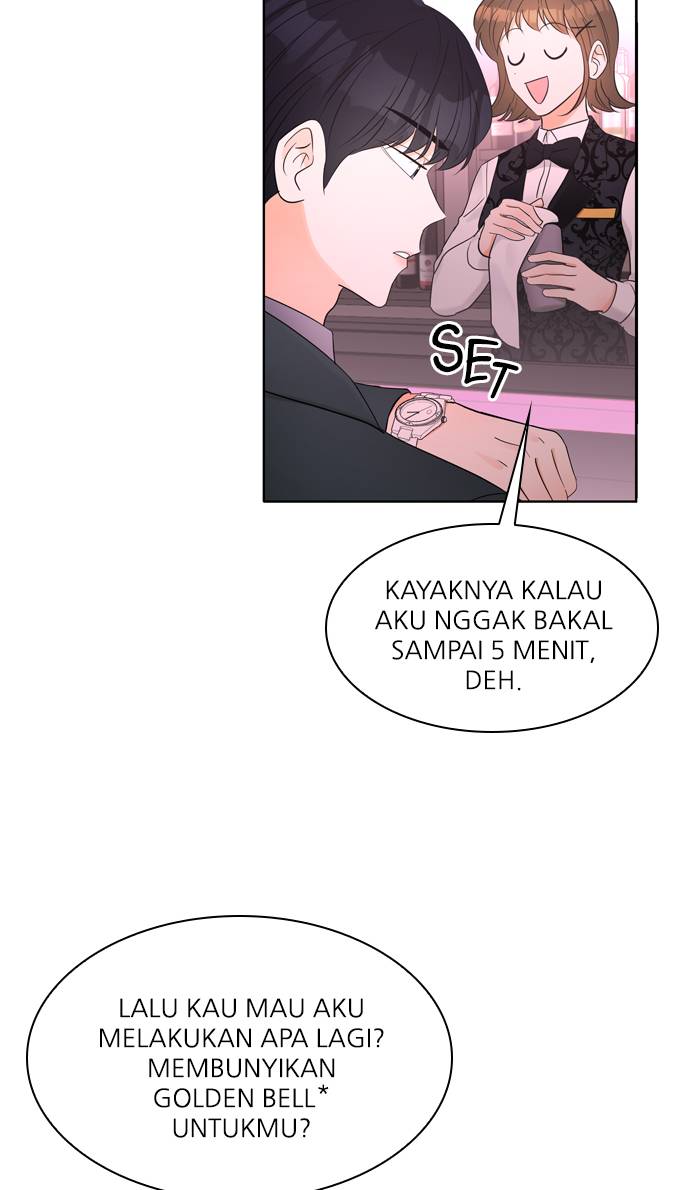 SET
KAYAKNYA KALAU
AKU NGGAK BAKAL
SAMPAI 5 MENIT,
DEH.
LALU KAU MAU AKU
MELAKUKAN APA LAGI?
MEMBUNYIKAN
GOLDEN BELL*
UNTUKMU?